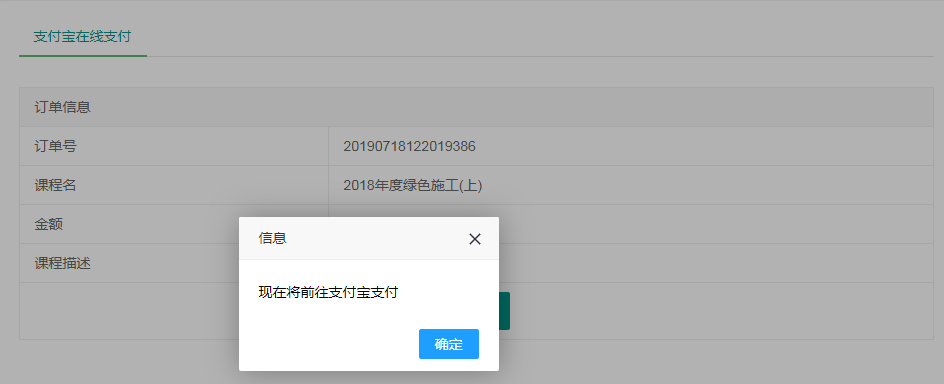 支付宝在线支付
订单信息
订单号 20190718122019386
课程名 2018年度绿色施工(上)
金额
课程描述
信息
现在将前往支付宝支付
确定